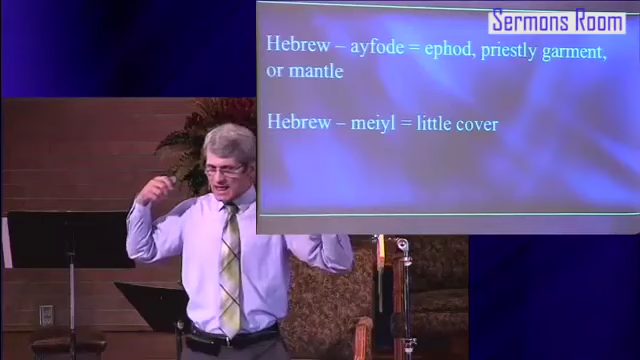 Sermons Room
Hebrew – ayfode = ephod, priestly garment,
or mantle
Hebrew – meiyl = little cover